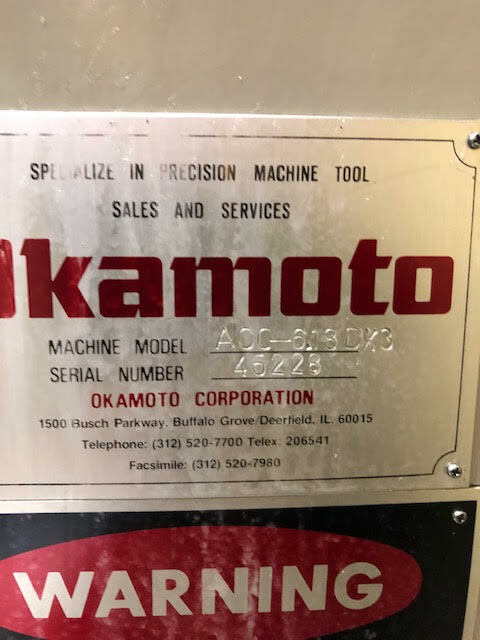 SPECIALIZE IN PRECISION MACHINE TOOL
SALES AND SERVICES
Okamoto
MACHINE MODEL ACC-618DX3
SERIAL NUMBER 45228
OKAMOTO CORPORATION
1500 Busch Parkway. Buffalo Grove/Deerfield, IL. 60015
Telephone: (312) 520-7700 Telex: 206541
Facsimile: (312) 520-7980
WARNING